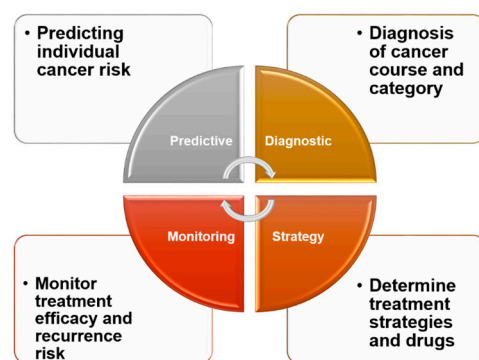 • Predicting
individual
cancer risk
• Diagnosis
of cancer
course and
category
Predictive
Diagnostic
Monitoring
Strategy
• Monitor
treatment
efficacy and
recurrence
risk
• Determine
treatment
strategies
and drugs